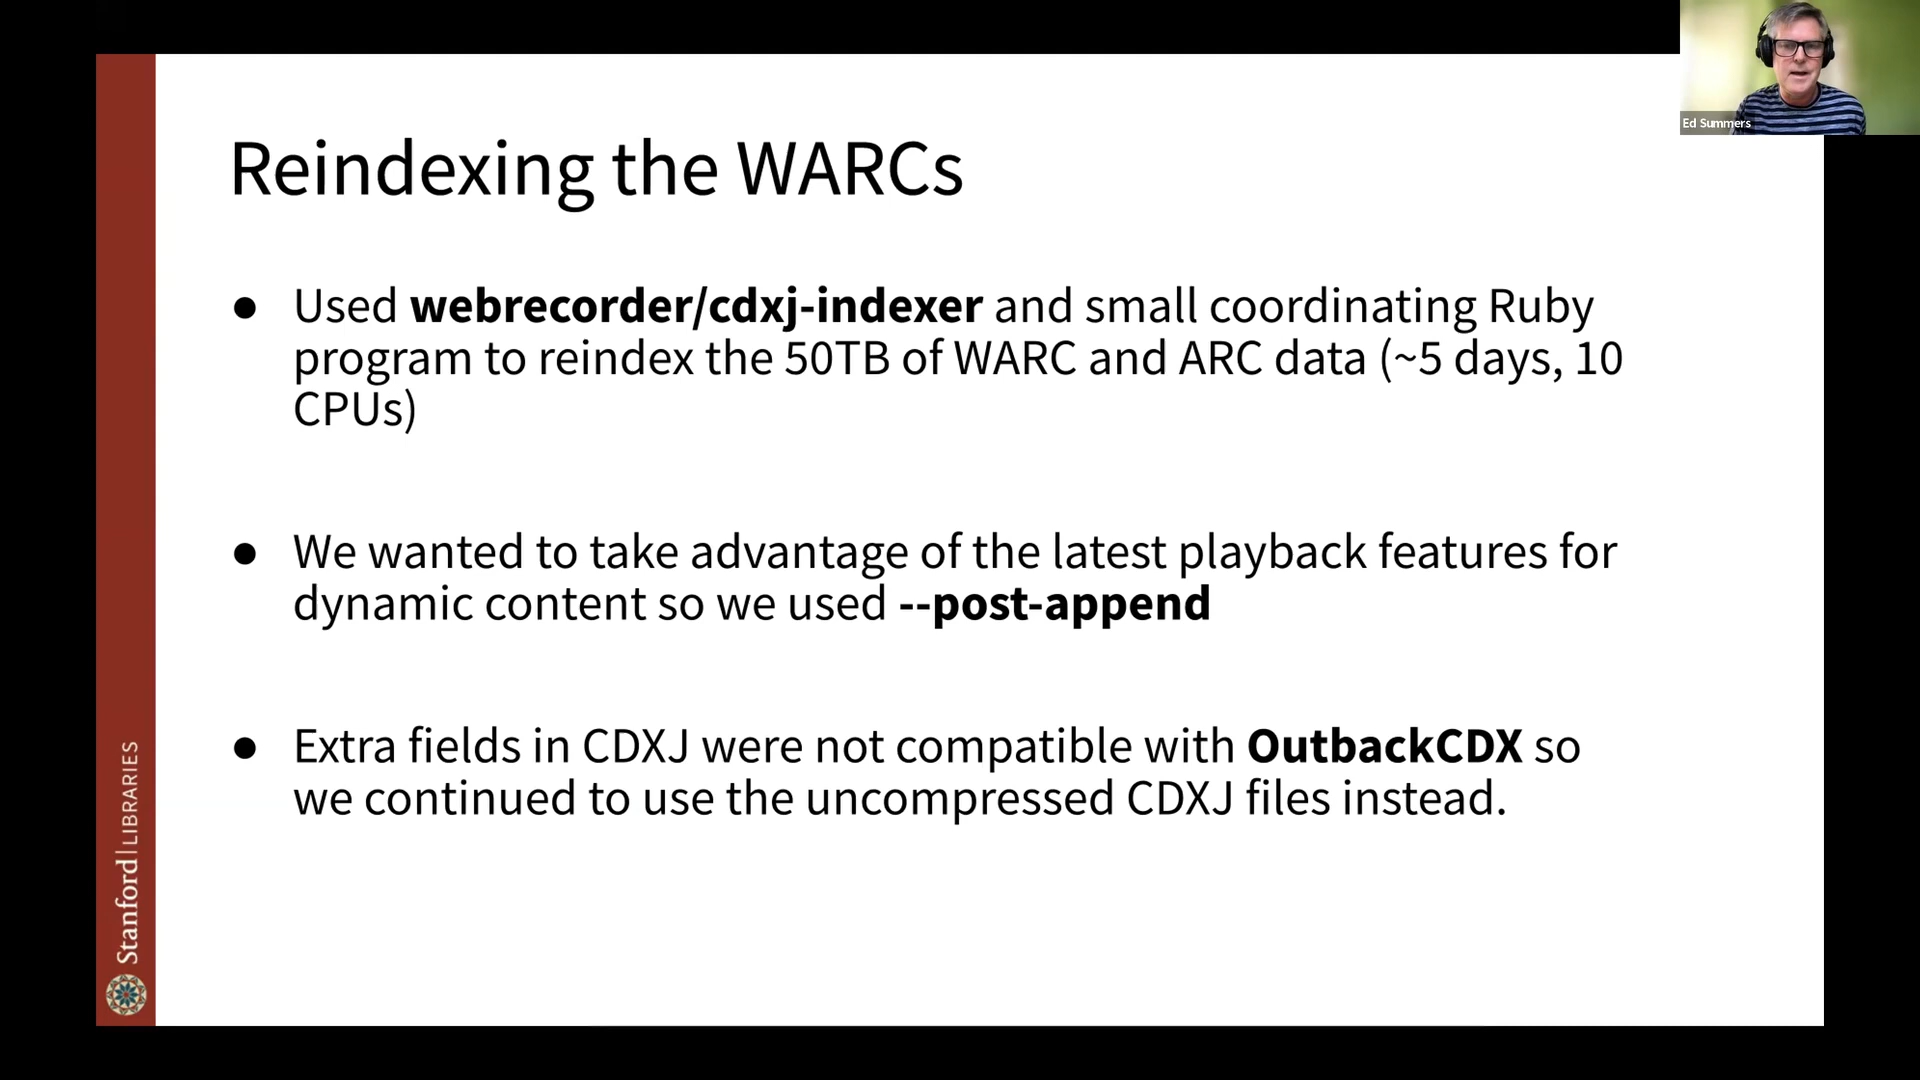 Ed Summers
Reindexing the WARCs
● Used webrecorder/cdxj-indexer and small coordinating Ruby
program to reindex the 50TB of WARC and ARC data (~5 days, 10
CPUs)
● We wanted to take advantage of the latest playback features for
dynamic content so we used --post-append
● Extra fields in CDXJ were not compatible with OutbackCDX so
we continued to use the uncompressed CDXJ files instead.
Stanford|LIBRARIES